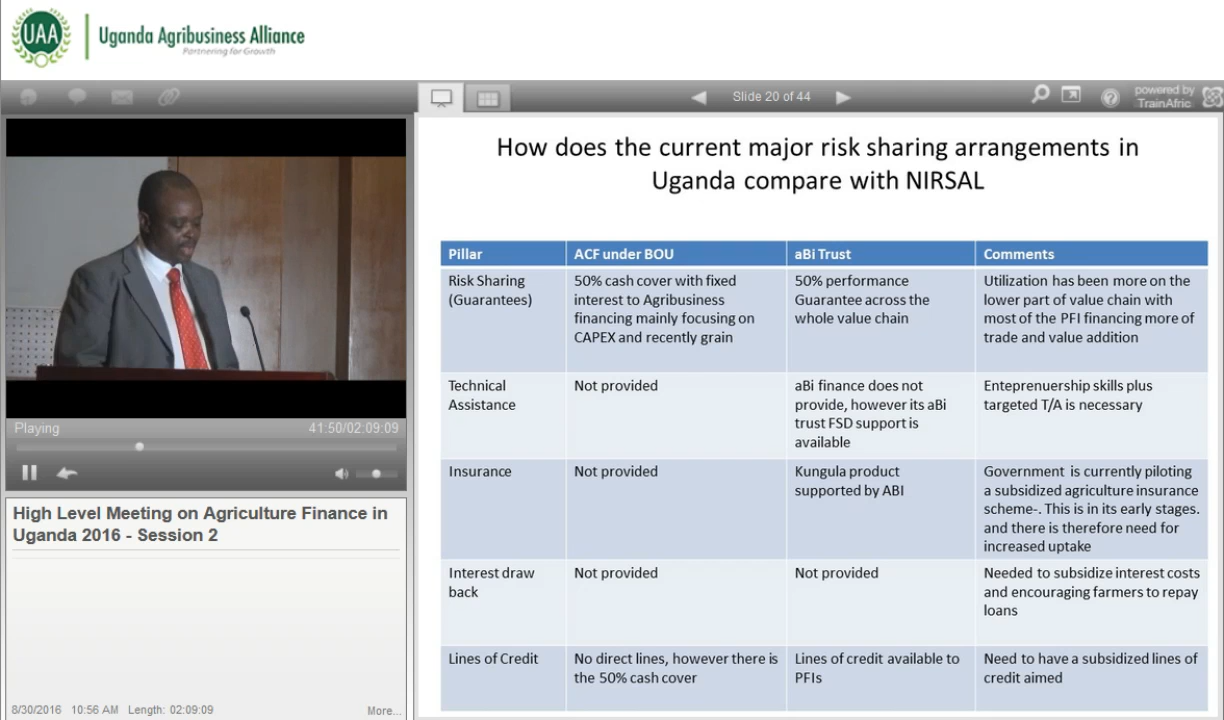 UAA
Uganda Agribusiness Alliance
Partnering for Growth
Slide 20 of 44
powered by
TrainAfric
How does the current major risk sharing arrangements in
Uganda compare with NIRSAL
Pillar
ACF under BOU
aBi Trust
Comments
Risk Sharing
(Guarantees)
50% cash cover with fixed
interest to Agribusiness
financing mainly focusing on
CAPEX and recently grain
50% performance
Guarantee across the
whole value chain
Utilization has been more on the
lower part of value chain with
most of the PFI financing more of
trade and value addition
Technical
Assistance
Not provided
aBi finance does not
provide, however its aBi
trust FSD support is
available
Enteprenuership skills plus
targeted T/A is necessary
Insurance
Not provided
Kungula product
supported by ABI
Government is currently piloting
a subsidized agriculture insurance
scheme-. This is in its early stages.
and there is therefore need for
increased uptake
Interest draw
back
Not provided
Not provided
Needed to subsidize interest costs
and encouraging farmers to repay
loans
Lines of Credit
No direct lines, however there is
the 50% cash cover
Lines of credit available to
PFIs
Need to have a subsidized lines of
credit aimed
Playing
41:50/02:09:09
High Level Meeting on Agriculture Finance in
Uganda 2016 - Session 2
8/30/2016 10:56 AM Length: 02:09:09
More...